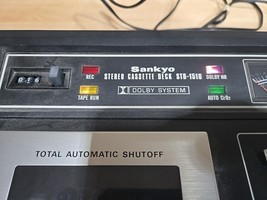 Sankyo
REC
STEREO CASSETTE DECK STD-1510
DOLBY NR
TAPE RUN
DOLBY SYSTEM
AUTO CrO2
TOTAL AUTOMATIC SHUTOFF